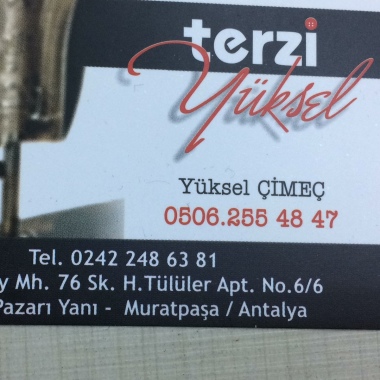 terzi
Yüksel
Yüksel ÇİMEÇ
0506.255 48 47
Tel. 0242 248 63 81
y Mh. 76 Sk. H.Tülüler Apt. No.6/6
Pazarı Yanı - Muratpaşa / Antalya